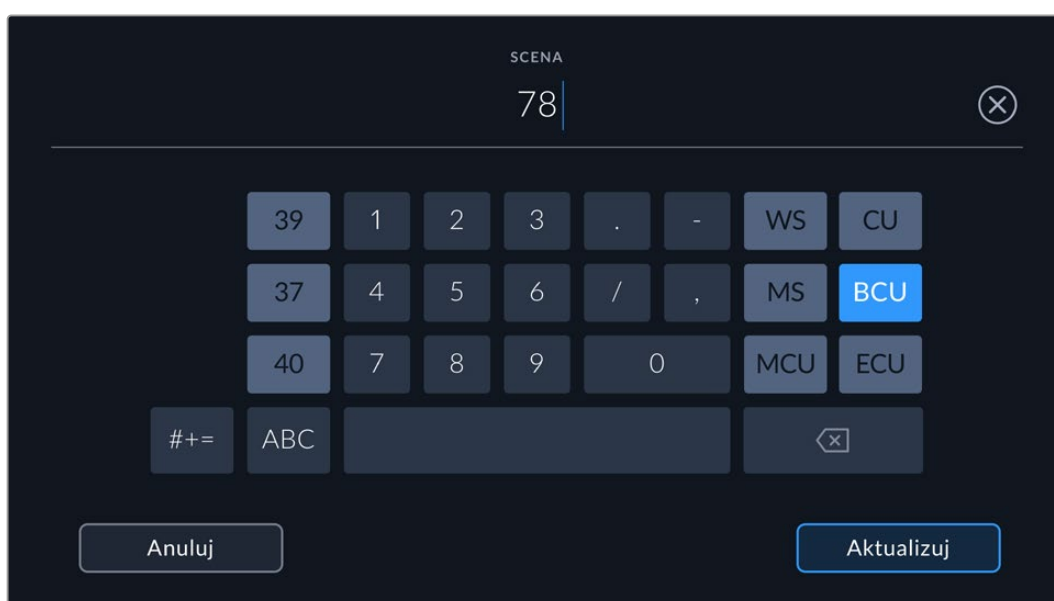 SCENA
78
39 1 2 3 . - WS CU
37 4 5 6 / , MS BCU
40 7 8 9 0 MCU ECU
#+= ABC
Anuluj Aktualizuj